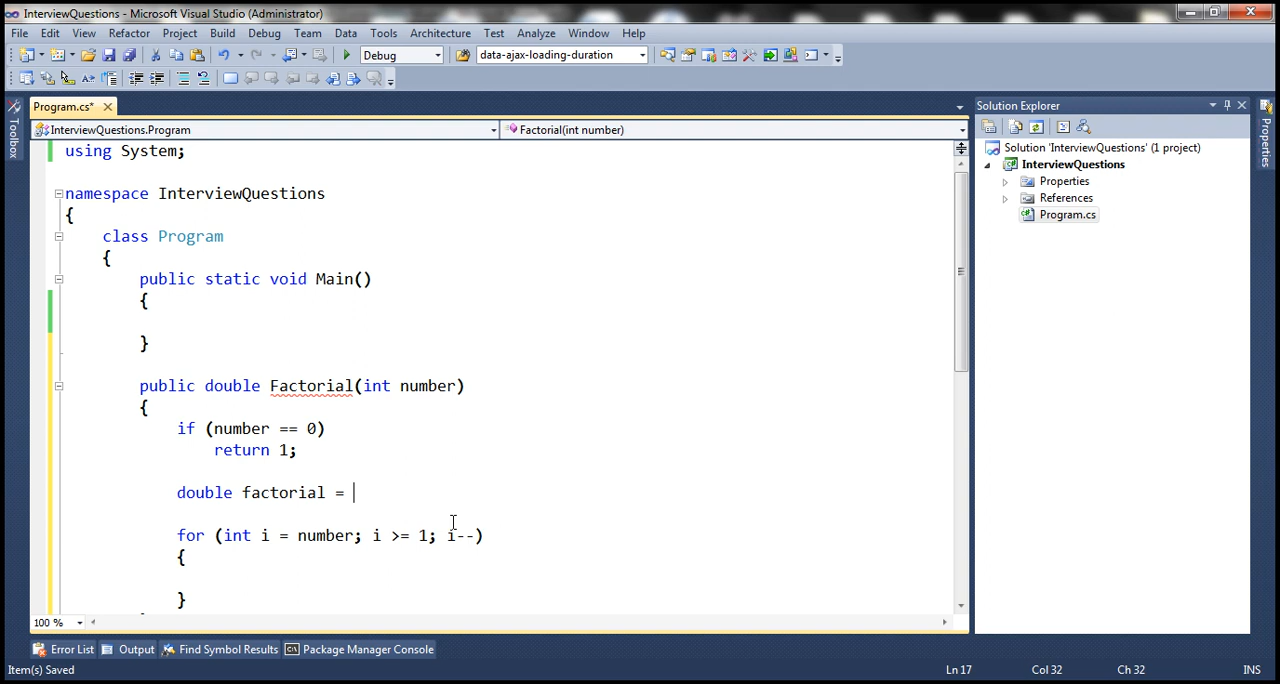 InterviewQuestions - Microsoft Visual Studio (Administrator)
File Edit View Refactor Project Build Debug Team Data Tools Architecture Test Analyze Window Help
Debug data-ajax-loading-duration
Program.cs* Solution Explorer
InterviewQuestions.Program Factorial(int number)
Toolbox
Properties
Solution 'InterviewQuestions' (1 project)
InterviewQuestions
Properties
References
Program.cs
using System;
namespace InterviewQuestions
{
class Program
{
public static void Main()
{
}
public double Factorial(int number)
{
if (number == 0)
return 1;
double factorial =
for (int i = number; i >= 1; i--)
{
}
100 %
Error List Output Find Symbol Results Package Manager Console
Item(s) Saved Ln 17 Col 32 Ch 32 INS